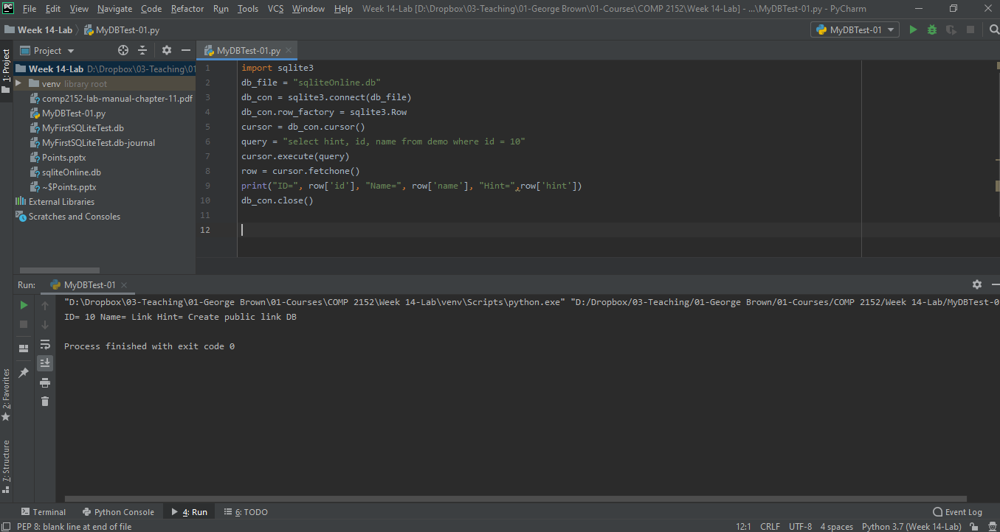 PC File Edit View Navigate Code Refactor Run Tools VCS Window Help Week 14-Lab [D:\Dropbox\03-Teaching\01-George Brown\01-Courses\COMP 2152\Week 14-Lab] - ...\MyDBTest-01.py - PyCharm
Week 14-Lab MyDBTest-01.py MyDBTest-01
1: Project
Project MyDBTest-01.py
Week 14-Lab D:\Dropbox\03-Teaching\01
venv library root
comp2152-lab-manual-chapter-11.pdf
MyDBTest-01.py
MyFirstSQLiteTest.db
MyFirstSQLiteTest.db-journal
Points.pptx
sqliteOnline.db
~$Points.pptx
External Libraries
Scratches and Consoles
1 import sqlite3
2 db_file = "sqliteOnline.db"
3 db_con = sqlite3.connect(db_file)
4 db_con.row_factory = sqlite3.Row
5 cursor = db_con.cursor()
6 query = "select hint, id, name from demo where id = 10"
7 cursor.execute(query)
8 row = cursor.fetchone()
9 print("ID=", row['id'], "Name=", row['name'], "Hint=",row['hint'])
10 db_con.close()
11
12
Run: MyDBTest-01
"D:\Dropbox\03-Teaching\01-George Brown\01-Courses\COMP 2152\Week 14-Lab\venv\Scripts\python.exe" "D:/Dropbox/03-Teaching/01-George Brown/01-Courses/COMP 2152/Week 14-Lab/MyDBTest-0
ID= 10 Name= Link Hint= Create public link DB
Process finished with exit code 0
2: Favorites
7: Structure
Terminal Python Console 4: Run 6: TODO Event Log
PEP 8: blank line at end of file 12:1 CRLF UTF-8 4 spaces Python 3.7 (Week 14-Lab)